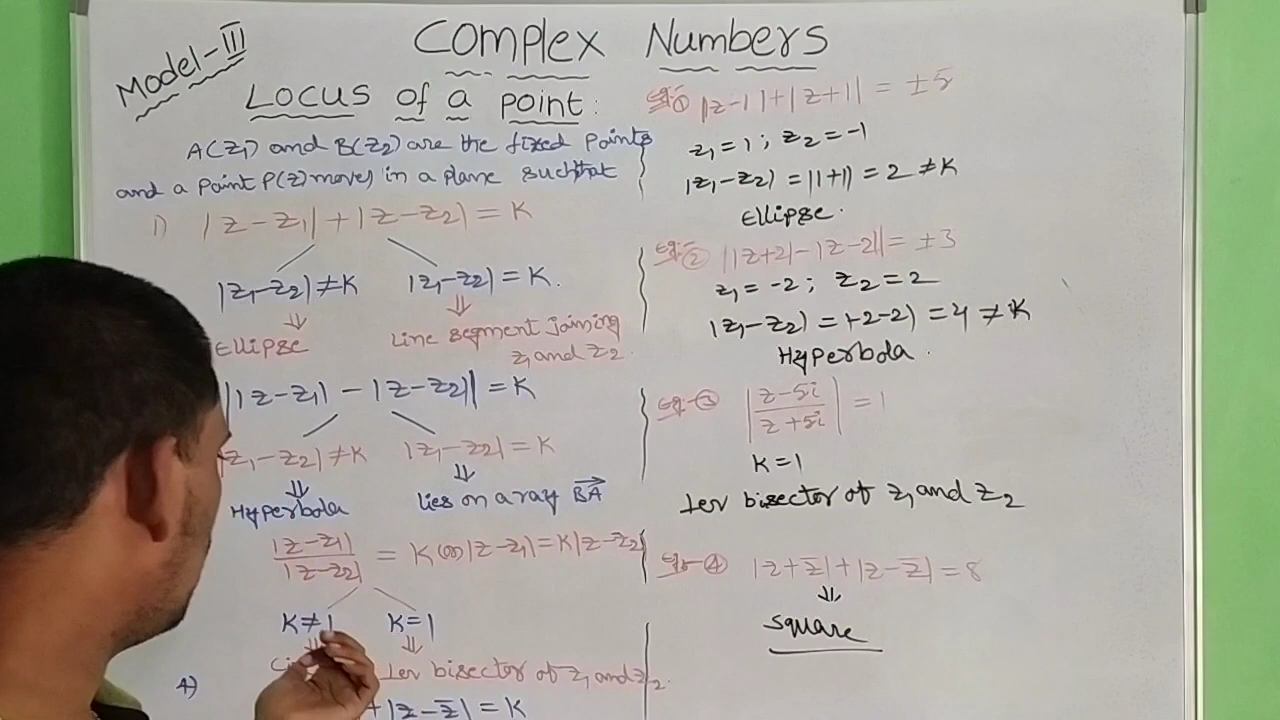 Model-III
Complex Numbers
Locus of a point:
A(z₁) and B(z₂) are the fixed points
and a point P(z) moves in a plane such that
1) |z-z₁|+|z-z₂| = K
|z₁-z₂|≠K |z₁-z₂|=K.
⇓ ⇓
Ellipse Line segment joining
z₁ and z₂.
||z-z₁| - |z-z₂|| = K
|z₁-z₂|≠K |z₁-z₂|=K
⇓ ⇓
Hyperbola lies on a ray BA→
|z-z₁|/|z-z₂| = K (or) |z-z₁|=K|z-z₂|
K≠1 K=1
⇓ ⇓
⊥er bisector of z₁ and z₂.
4)
+|z-z̅| = K
Eg:-① |z-1|+|z+1| = ±5
z₁=1 ; z₂=-1
|z₁-z₂| = |1+1| = 2 ≠K
Ellipse.
Eg:-② ||z+2|-|z-2||= ±3
z₁ = -2 ; z₂ = 2
|z₁-z₂| = |-2-2| = 4 ≠K
Hyperbola.
Eg:-③ |z-5i/z+5i| = 1
K=1
⊥er bisector of z₁ and z₂
Eg:-④ |z+z̅|+|z-z̅|=8
⇓
Square